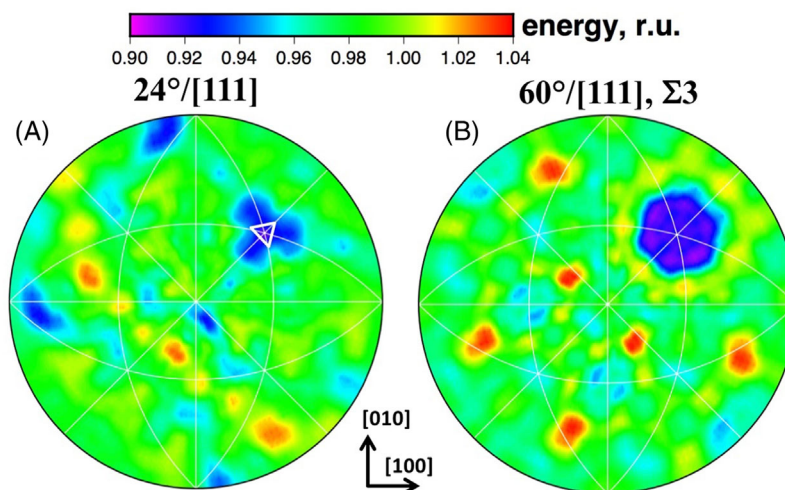 energy, r.u.
0.90 0.92 0.94 0.96 0.98 1.00 1.02 1.04
24°/[111] 60°/[111], Σ3
(A) (B)
[010]
[100]